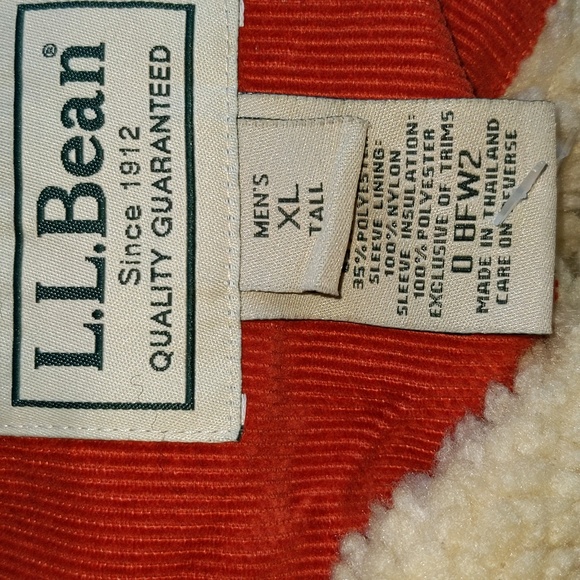 L.L.Bean®
Since 1912
QUALITY GUARANTEED
MEN'S
XL
TALL
35% POLYESTER
SLEEVE LINING:
100% NYLON
SLEEVE INSULATION:
100% POLYESTER
EXCLUSIVE OF TRIMS
0 BFW2
MADE IN THAILAND
CARE ON REVERSE